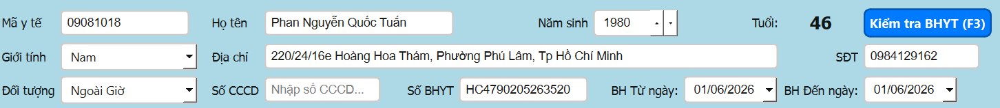 Mã y tế 09081018 Họ tên Phan Nguyễn Quốc Tuấn Năm sinh 1980 Tuổi: 46 Kiểm tra BHYT (F3)
Giới tính Nam Địa chỉ 220/24/16e Hoàng Hoa Thám, Phường Phú Lâm, Tp Hồ Chí Minh SĐT 0984129162
Đối tượng Ngoài Giờ Số CCCD Nhập số CCCD... Số BHYT HC4790205263520 BH Từ ngày: 01/06/2026 BH Đến ngày: 01/06/2026